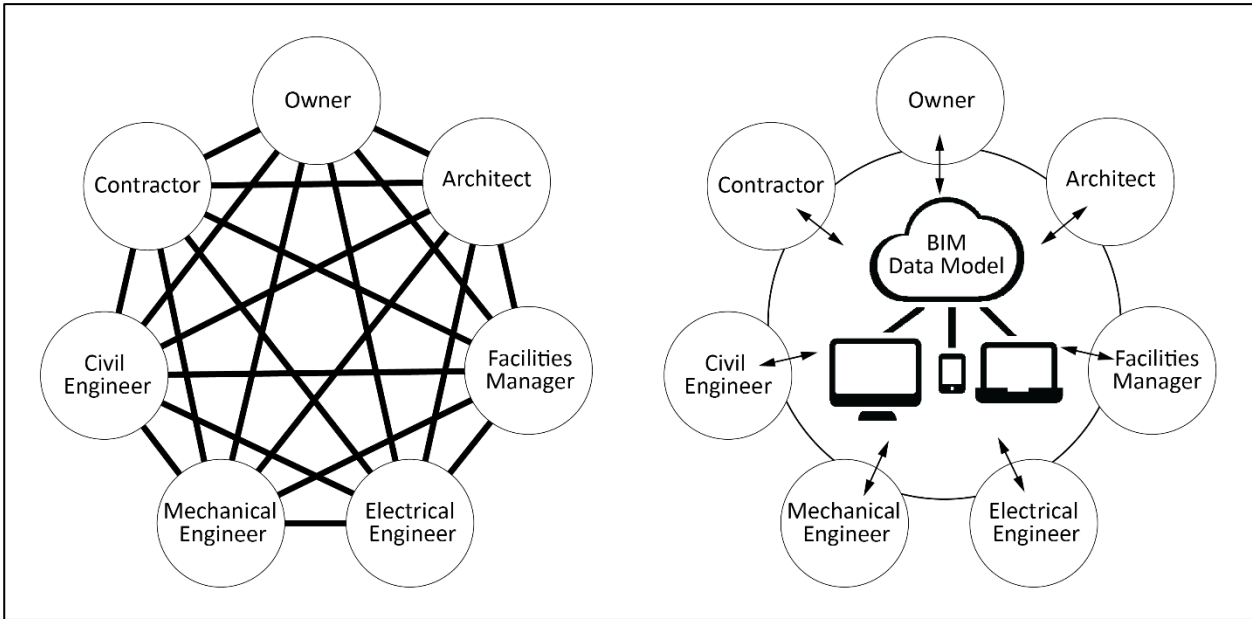 Owner
Contractor
Architect
Civil
Engineer
Facilities
Manager
Mechanical
Engineer
Electrical
Engineer
Owner
Contractor
Architect
BIM
Data Model
Civil
Engineer
Facilities
Manager
Mechanical
Engineer
Electrical
Engineer